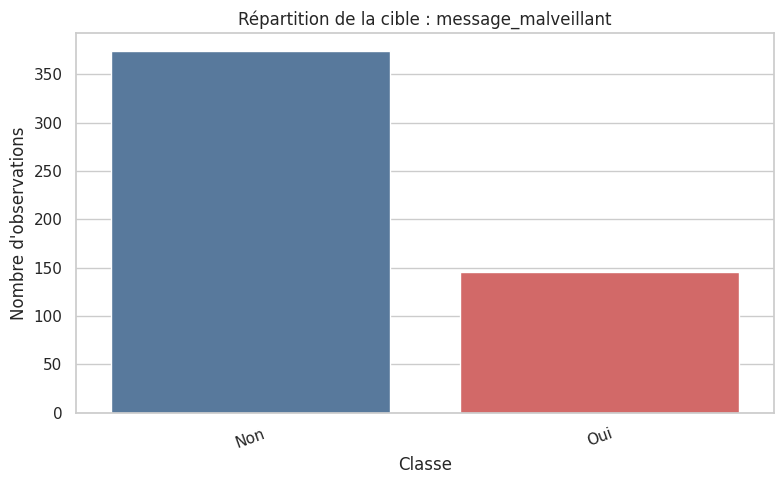 Répartition de la cible : message_malveillant
Nombre d'observations
350
300
250
200
150
100
50
0
Non
Oui
Classe